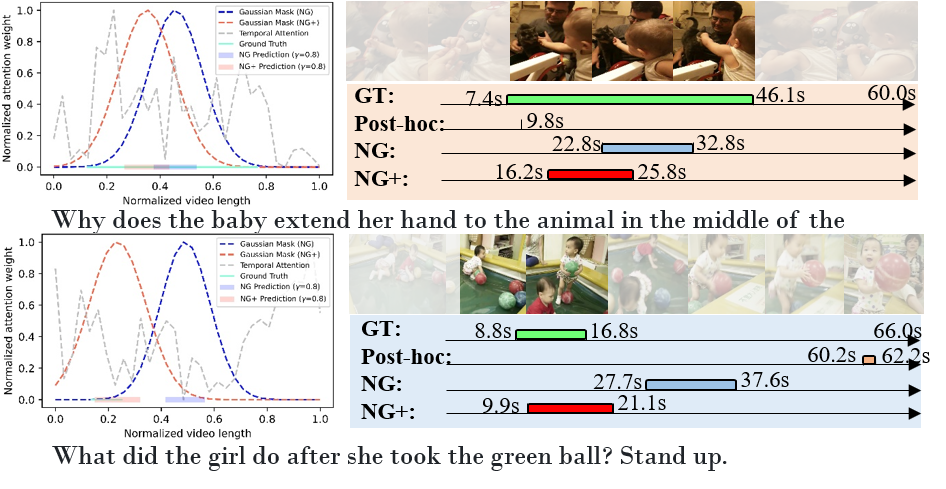 Normalized attention weight
1.0
0.8
0.6
0.4
0.2
0.0
Gaussian Mask (NG)
Gaussian Mask (NG+)
Temporal Attention
Ground Truth
NG Prediction (γ=0.8)
NG+ Prediction (γ=0.8)
0.0 0.2 0.4 0.6 0.8 1.0
Normalized video length
GT: 7.4s 46.1s 60.0s
Post-hoc: 9.8s
NG: 22.8s 32.8s
NG+: 16.2s 25.8s
Why does the baby extend her hand to the animal in the middle of the
Normalized attention weight
1.0
0.8
0.6
0.4
0.2
0.0
Gaussian Mask (NG)
Gaussian Mask (NG+)
Temporal Attention
Ground Truth
NG Prediction (γ=0.8)
NG+ Prediction (γ=0.8)
0.0 0.2 0.4 0.6 0.8 1.0
Normalized video length
GT: 8.8s 16.8s 66.0s
Post-hoc: 60.2s 62.2s
NG: 27.7s 37.6s
NG+: 9.9s 21.1s
What did the girl do after she took the green ball? Stand up.